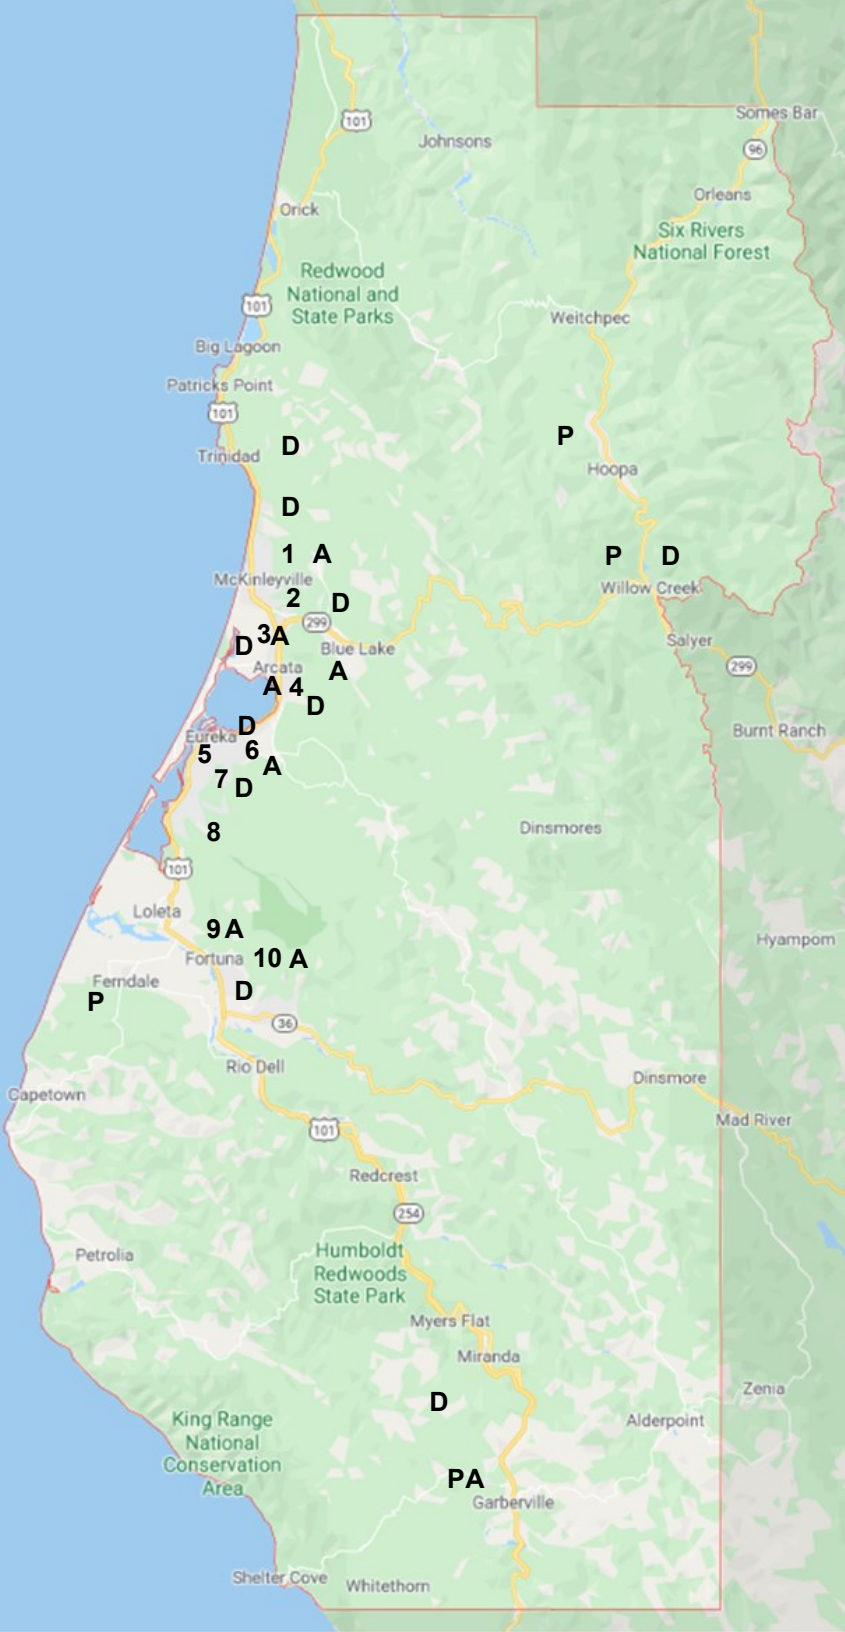 Somes Bar
101
Johnsons
96
Orleans
Orick
Six Rivers
National Forest
Redwood
National and
State Parks
101
Weitchpec
Big Lagoon
Patricks Point
101
P
D
Trinidad
Hoopa
D
1 A
P D
McKinleyville
Willow Creek
2
D
299
3A
D
Salyer
Blue Lake
Arcata
A
299
A 4
D
D
Burnt Ranch
Eureka
6
5
A
7
D
Dinsmores
8
101
Loleta
9 A
Hyampom
Fortuna
10 A
Ferndale
D
P
36
Rio Dell
Dinsmore
Capetown
Mad River
101
Redcrest
254
Petrolia
Humboldt
Redwoods
State Park
Myers Flat
Miranda
Zenia
D
King Range
National
Conservation
Area
Alderpoint
PA
Garberville
Shelter Cove
Whitethorn